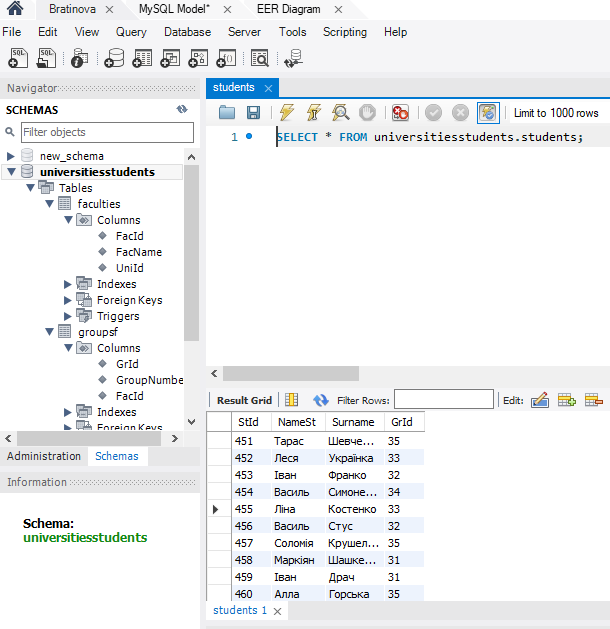 Bratinova MySQL Model* EER Diagram
File Edit View Query Database Server Tools Scripting Help
Navigator
SCHEMAS
Filter objects
new_schema
universitiesstudents
Tables
faculties
Columns
FacId
FacName
UniId
Indexes
Foreign Keys
Triggers
groupsf
Columns
GrId
GroupNumbe
FacId
Indexes
Foreign Keys
Administration Schemas
Information
Schema:
universitiesstudents
students
Limit to 1000 rows
1 SELECT * FROM universitiesstudents.students;
Result Grid Filter Rows: Edit:
StId NameSt Surname GrId
451 Тарас Шевче... 35
452 Леся Українка 33
453 Іван Франко 32
454 Василь Симоне... 34
455 Ліна Костенко 33
456 Василь Стус 32
457 Соломія Крушел... 35
458 Маркіян Шашке... 31
459 Іван Драч 31
460 Алла Горська 35
students 1